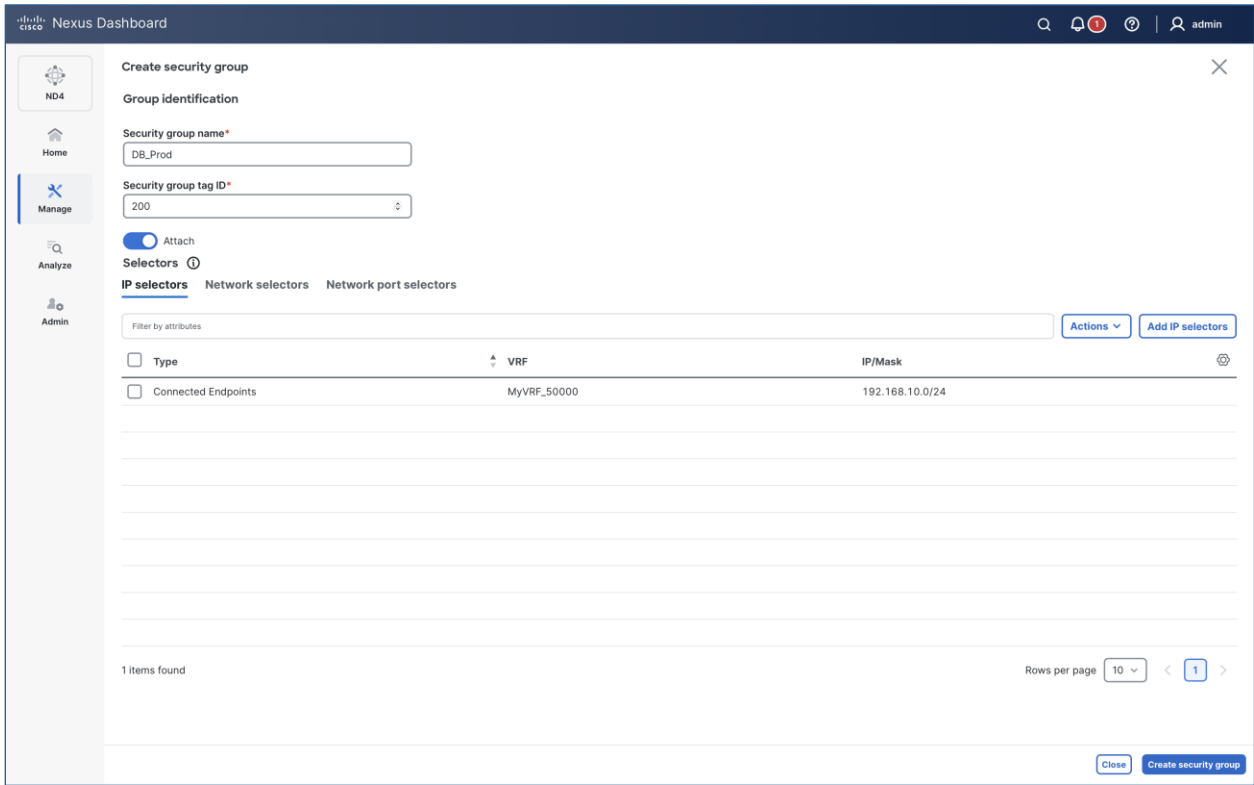 cisco Nexus Dashboard
1
admin
ND4
Home
Manage
Analyze
Admin
Create security group
Group identification
Security group name*
DB_Prod
Security group tag ID*
200
Attach
Selectors
IP selectors Network selectors Network port selectors
Filter by attributes
Actions
Add IP selectors
Type VRF IP/Mask
Connected Endpoints MyVRF_50000 192.168.10.0/24
1 items found
Rows per page 10 1
Close Create security group